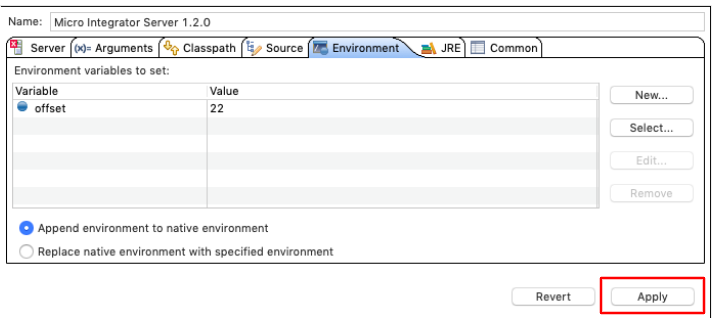 Name: Micro Integrator Server 1.2.0
Server (x)= Arguments Classpath Source Environment JRE Common
Environment variables to set:
Variable Value
offset 22
New...
Select...
Edit...
Remove
Append environment to native environment
Replace native environment with specified environment
Revert Apply